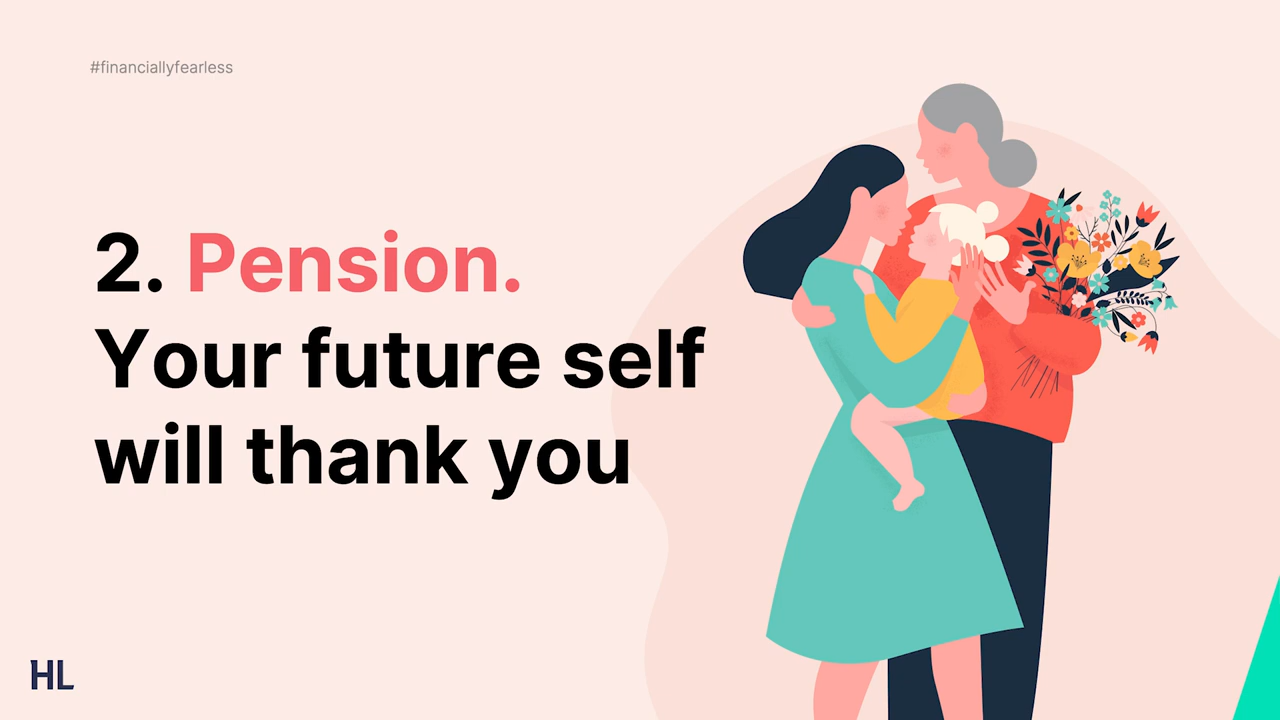 #financiallyfearless
2. Pension.
Your future self
will thank you
HL